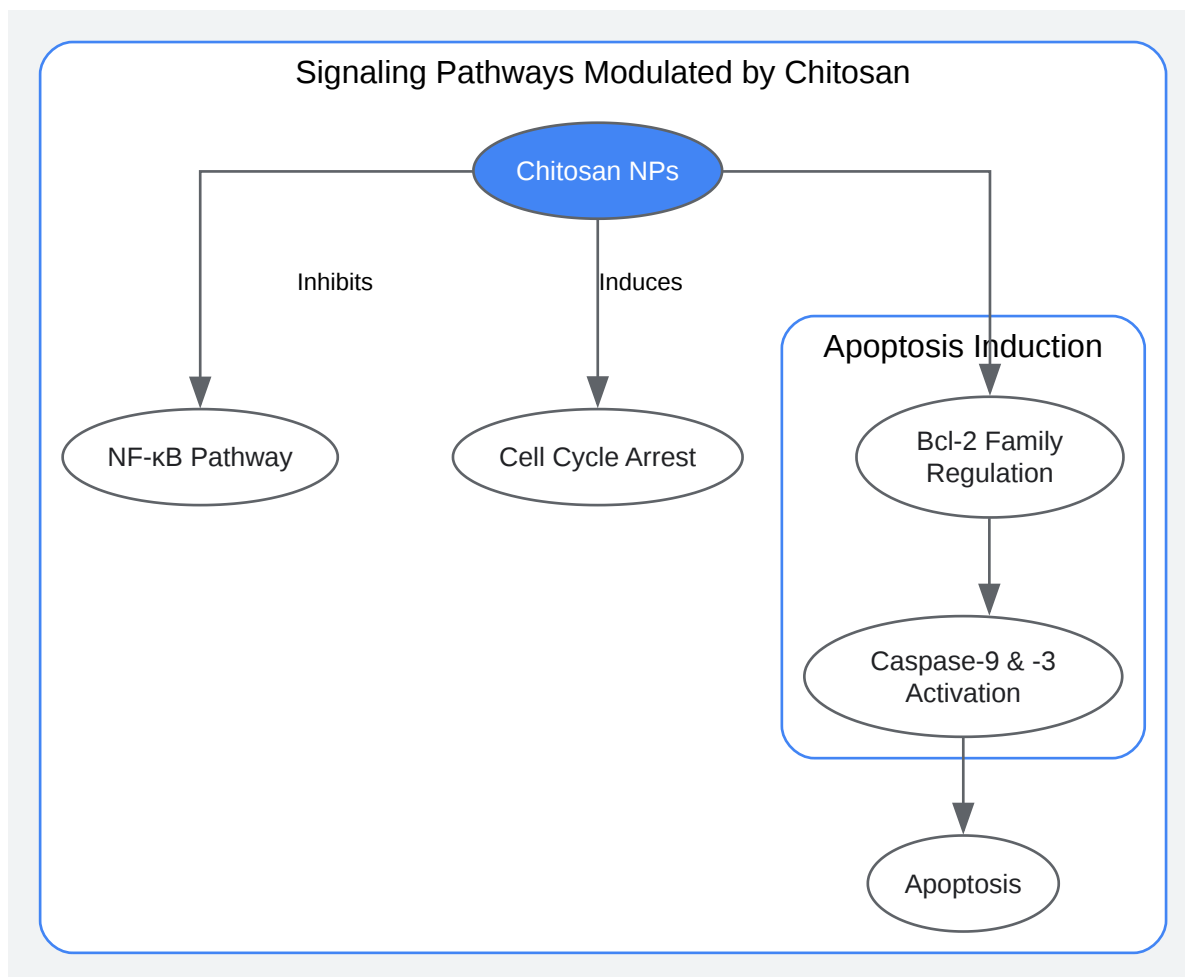 Signaling Pathways Modulated by Chitosan
Chitosan NPs
Inhibits
Induces
Apoptosis Induction
NF-κB Pathway
Cell Cycle Arrest
Bcl-2 Family
Regulation
Caspase-9 & -3
Activation
Apoptosis